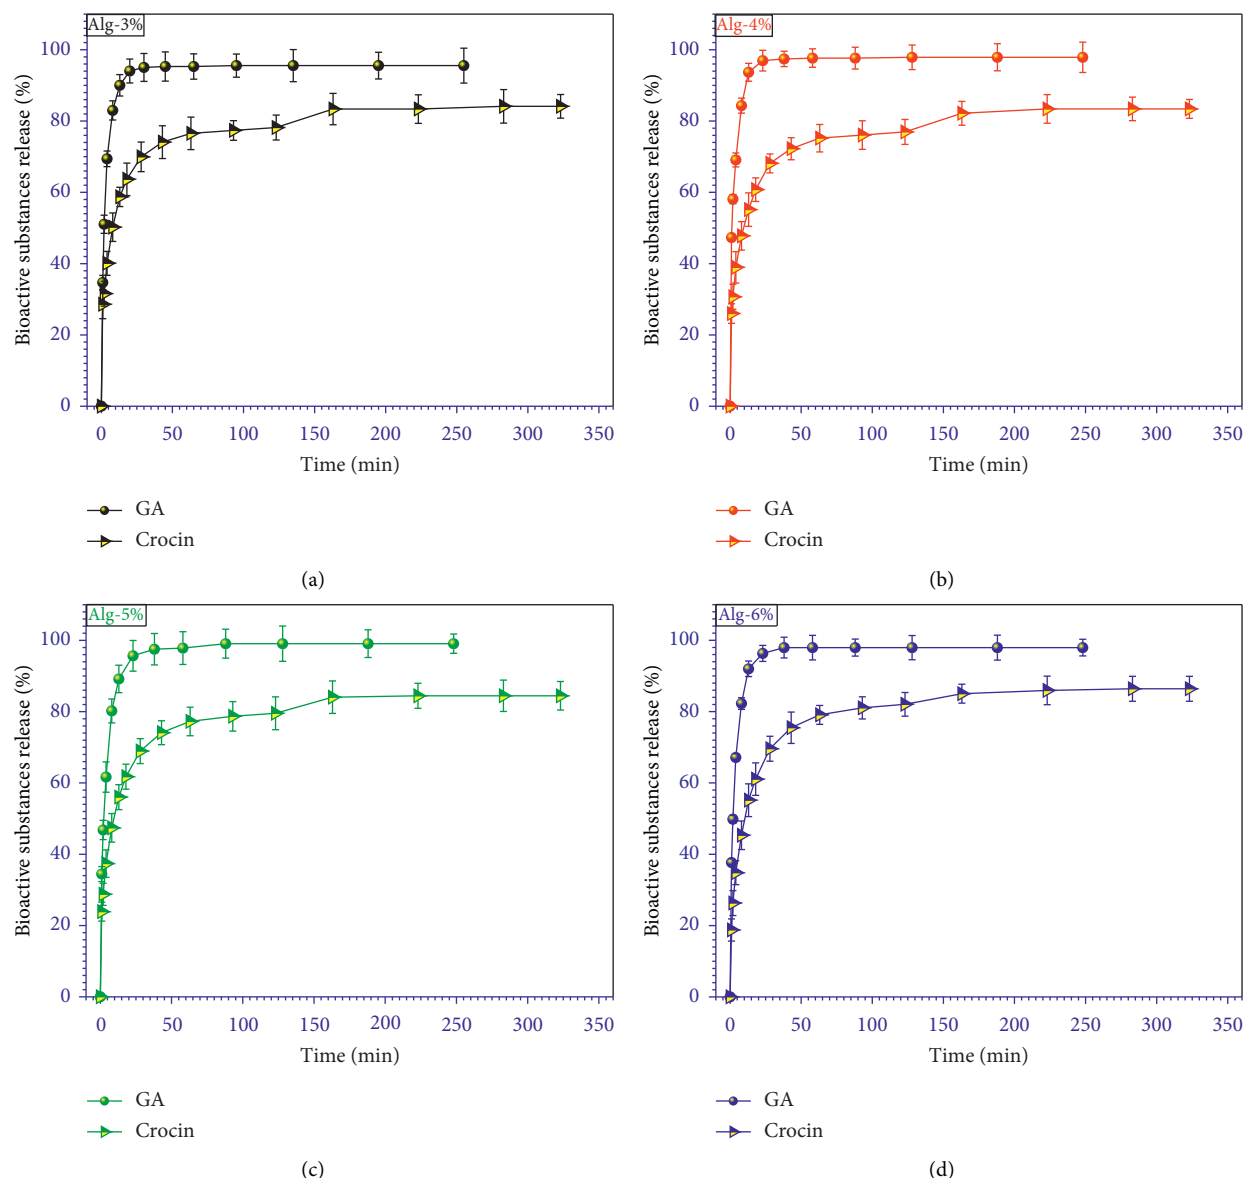 Alg-3%
Bioactive substances release (%)
100
80
60
40
20
0
0 50 100 150 200 250 300 350
Time (min)
GA
Crocin
(a)
Alg-4%
Bioactive substances release (%)
100
80
60
40
20
0
0 50 100 150 200 250 300 350
Time (min)
GA
Crocin
(b)
Alg-5%
Bioactive substances release (%)
100
80
60
40
20
0
0 50 100 150 200 250 300 350
Time (min)
GA
Crocin
(c)
Alg-6%
Bioactive substances release (%)
100
80
60
40
20
0
0 50 100 150 200 250 300 350
Time (min)
GA
Crocin
(d)